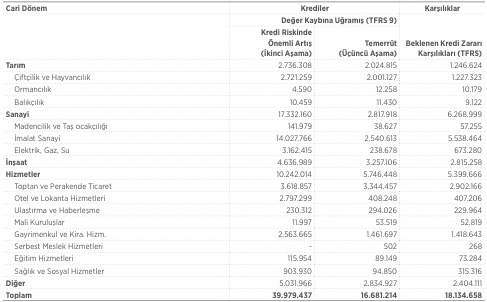 Cari Dönem Krediler Karşılıklar
Değer Kaybına Uğramış (TFRS 9)
Kredi Riskinde
Önemli Artış Temerrüt Beklenen Kredi Zararı
(İkinci Aşama) (Üçüncü Aşama) Karşılıkları (TFRS)
Tarım 2.736.308 2.024.815 1.246.624
Çiftçilik ve Hayvancılık 2.721.259 2.001.127 1.227.323
Ormancılık 4.590 12.258 10.179
Balıkçılık 10.459 11.430 9.122
Sanayi 17.332.160 2.817.918 6.268.999
Madencilik ve Taş ocakçılığı 141.979 38.627 57.255
İmalat Sanayi 14.027.766 2.540.613 5.538.464
Elektrik, Gaz, Su 3.162.415 238.678 673.280
İnşaat 4.636.989 3.257.106 2.815.258
Hizmetler 10.242.014 5.746.448 5.399.666
Toptan ve Perakende Ticaret 3.618.857 3.344.457 2.902.166
Otel ve Lokanta Hizmetleri 2.797.299 408.248 407.206
Ulaştırma ve Haberleşme 230.312 294.026 229.964
Mali Kuruluşlar 11.997 53.519 52.819
Gayrimenkul ve Kira. Hizm. 2.563.665 1.461.697 1.418.643
Serbest Meslek Hizmetleri - 502 268
Eğitim Hizmetleri 115.954 89.149 73.284
Sağlık ve Sosyal Hizmetler 903.930 94.850 315.316
Diğer 5.031.966 2.834.927 2.404.111
Toplam 39.979.437 16.681.214 18.134.658